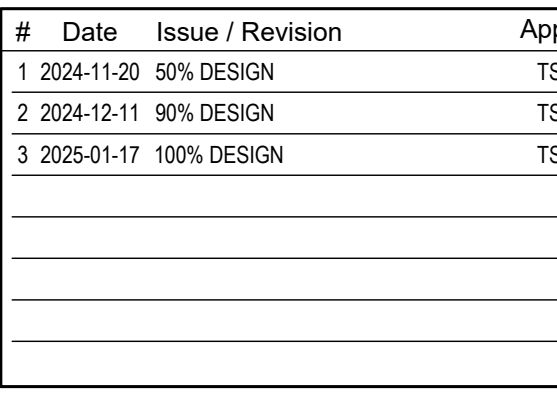 # Date Issue / Revision
1 2024-11-20 50% DESIGN
2 2024-12-11 90% DESIGN
3 2025-01-17 100% DESIGN